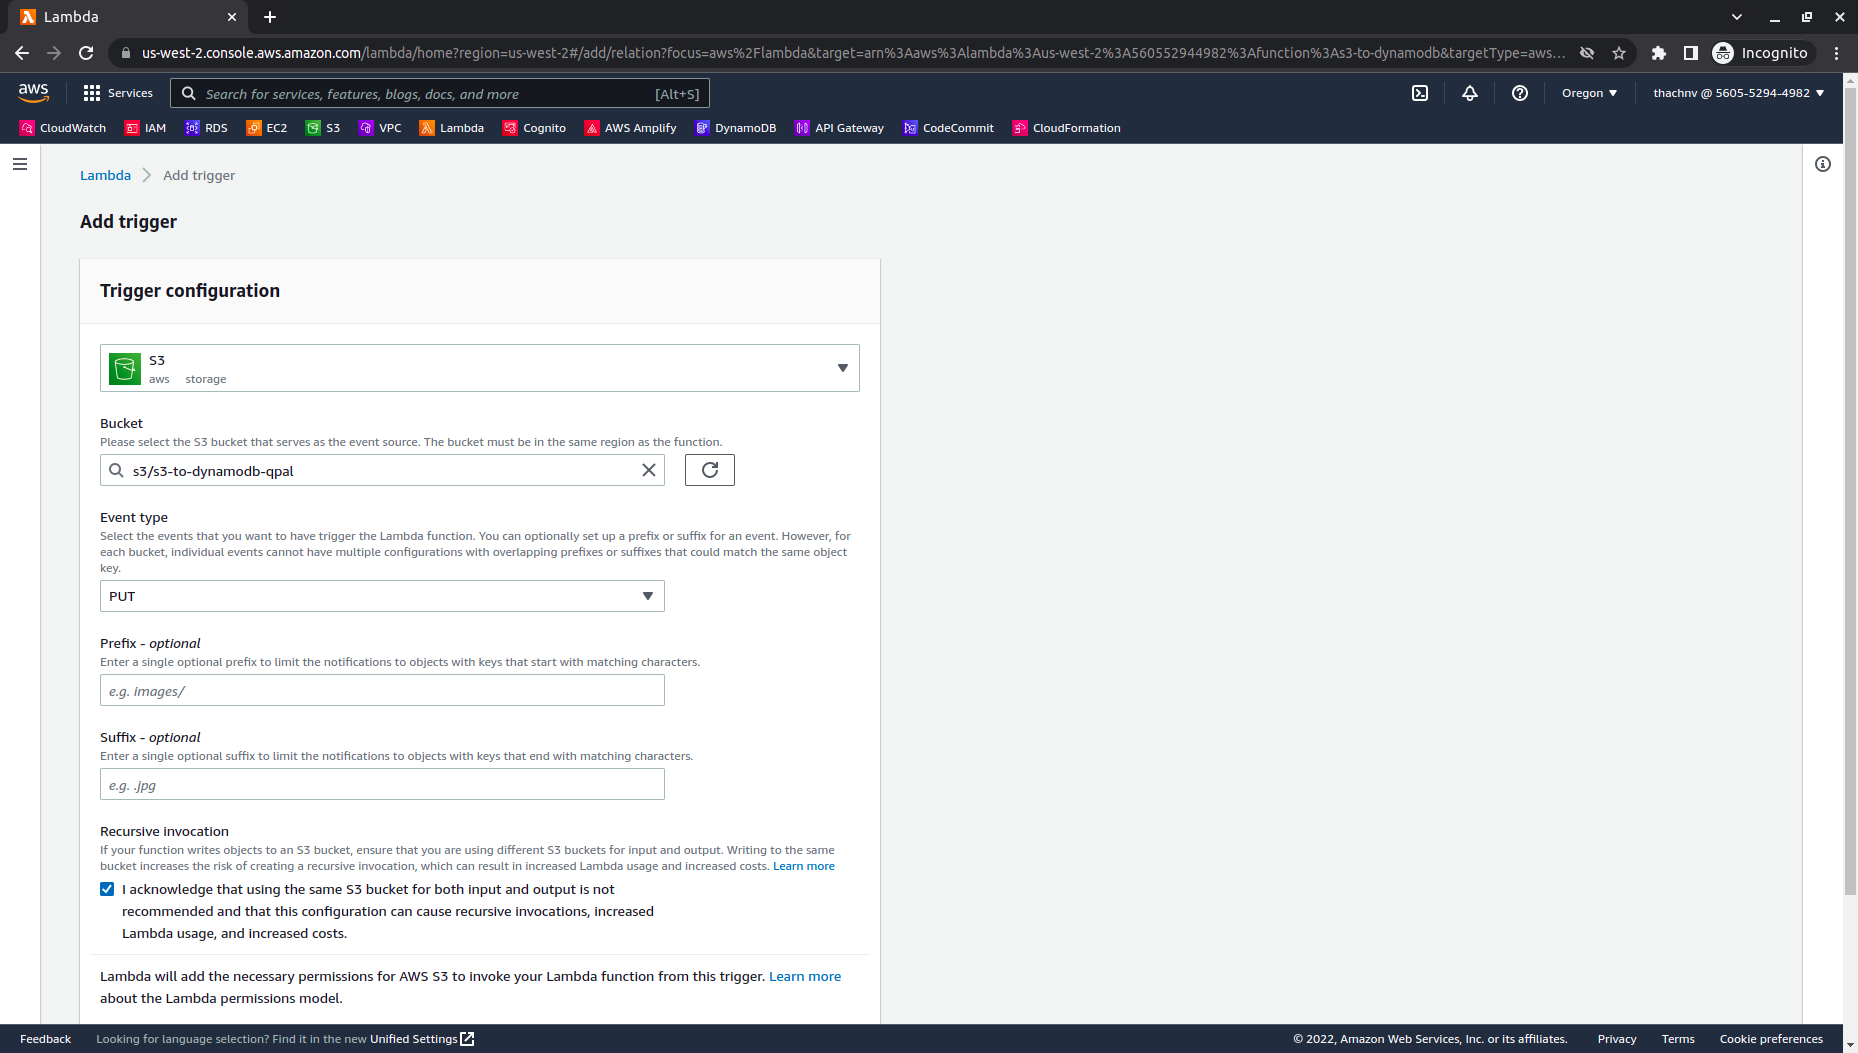 Lambda
us-west-2.console.aws.amazon.com/lambda/home?region=us-west-2#/add/relation?focus=aws%2Flambda&target=arn%3Aaws%3Alambda%3Aus-west-2%3A560552944982%3Afunction%3As3-to-dynamodb&targetType=aws...
Incognito
aws
Services
Search for services, features, blogs, docs, and more
[Alt+S]
Oregon
thachnv @ 5605-5294-4982
CloudWatch
IAM
RDS
EC2
S3
VPC
Lambda
Cognito
AWS Amplify
DynamoDB
API Gateway
CodeCommit
CloudFormation
Lambda
Add trigger
Add trigger
Trigger configuration
S3
aws storage
Bucket
Please select the S3 bucket that serves as the event source. The bucket must be in the same region as the function.
s3/s3-to-dynamodb-qpal
Event type
Select the events that you want to have trigger the Lambda function. You can optionally set up a prefix or suffix for an event. However, for
each bucket, individual events cannot have multiple configurations with overlapping prefixes or suffixes that could match the same object
key.
PUT
Prefix - optional
Enter a single optional prefix to limit the notifications to objects with keys that start with matching characters.
e.g. images/
Suffix - optional
Enter a single optional suffix to limit the notifications to objects with keys that end with matching characters.
e.g. .jpg
Recursive invocation
If your function writes objects to an S3 bucket, ensure that you are using different S3 buckets for input and output. Writing to the same
bucket increases the risk of creating a recursive invocation, which can result in increased Lambda usage and increased costs. Learn more
I acknowledge that using the same S3 bucket for both input and output is not
recommended and that this configuration can cause recursive invocations, increased
Lambda usage, and increased costs.
Lambda will add the necessary permissions for AWS S3 to invoke your Lambda function from this trigger. Learn more
about the Lambda permissions model.
Feedback
Looking for language selection? Find it in the new Unified Settings
© 2022, Amazon Web Services, Inc. or its affiliates.
Privacy
Terms
Cookie preferences